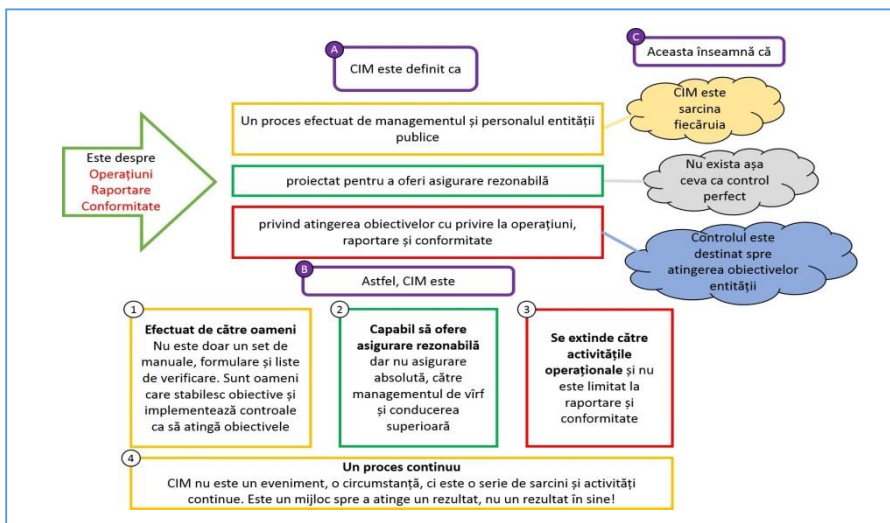 A
CIM este definit ca
C
Aceasta înseamnă că
Este despre
Operațiuni
Raportare
Conformitate
Un proces efectuat de managementul și personalul entității
publice
CIM este
sarcina
fiecăruia
proiectat pentru a oferi asigurare rezonabilă
Nu exista așa
ceva ca control
perfect
privind atingerea obiectivelor cu privire la operațiuni,
raportare și conformitate
Controlul este
destinat spre
atingerea obiectivelor
entității
B
Astfel, CIM este
1
Efectuat de către oameni
Nu este doar un set de
manuale, formulare și liste
de verificare. Sunt oameni
care stabilesc obiective și
implementează controale
ca să atingă obiectivele
2
Capabil să ofere
asigurare rezonabilă
dar nu asigurare
absolută, către
managementul de vîrf
și conducerea
superioară
3
Se extinde către
activitățile
operaționale și nu
este limitat la
raportare și
conformitate
4
Un proces continuu
CIM nu este un eveniment, o circumstanță, ci este o serie de sarcini și activități
continue. Este un mijloc spre a atinge un rezultat, nu un rezultat în sine!